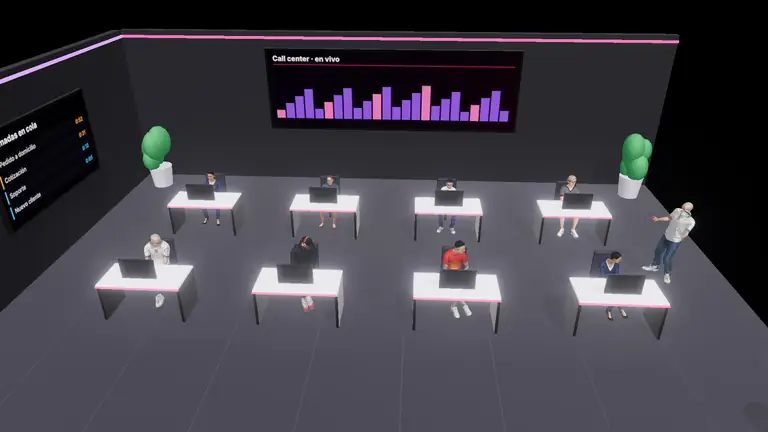 Call center · en vivo
madas en cola
Pedido a domicilio
Cotización
Soporte
Nuevo cliente